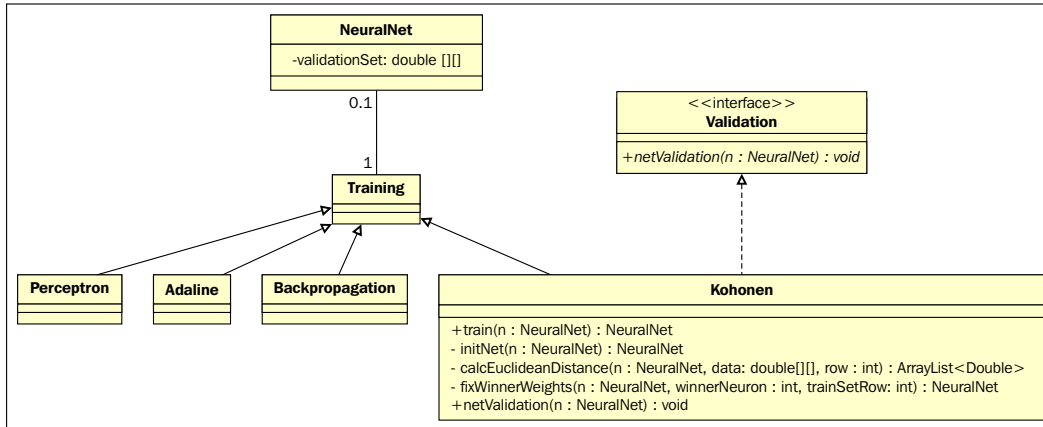 NeuralNet
-validationSet: double [][]
0.1
1
<<interface>>
Validation
+netValidation(n : NeuralNet) : void
Training
Perceptron
Adaline
Backpropagation
Kohonen
+train(n : NeuralNet) : NeuralNet
- initNet(n : NeuralNet) : NeuralNet
- calcEuclideanDistance(n : NeuralNet, data: double[][], row : int) : ArrayList<Double>
- fixWinnerWeights(n : NeuralNet, winnerNeuron : int, trainSetRow: int) : NeuralNet
+netValidation(n : NeuralNet) : void